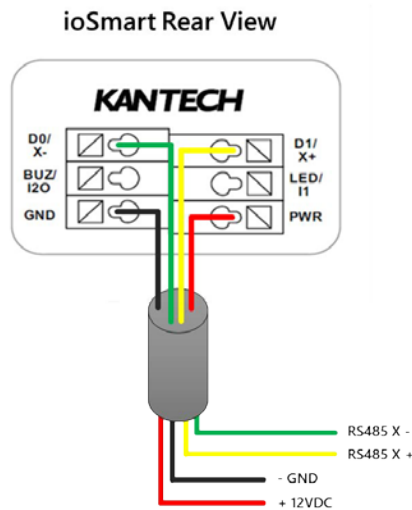 ioSmart Rear View
KANTECH
D0/
X-
BUZ/
I2O
GND
D1/
X+
LED/
I1
PWR
RS485 X -
RS485 X +
- GND
+ 12VDC